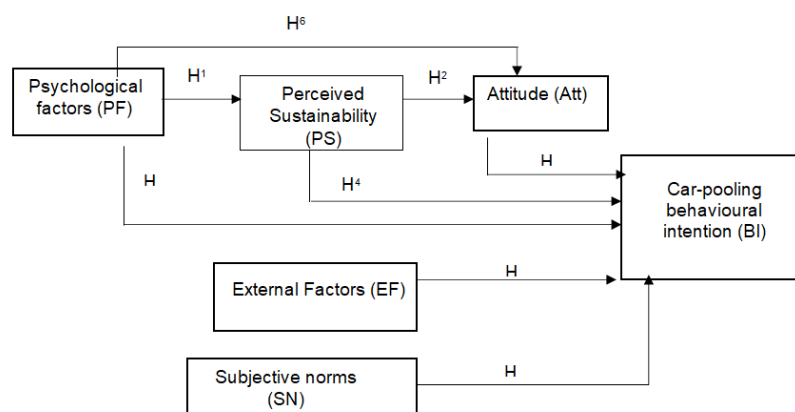 H⁶
Psychological
factors (PF)
H¹
Perceived
Sustainability
(PS)
H²
Attitude (Att)
H
H⁴
H
Car-pooling
behavioural
intention (BI)
External Factors (EF)
H
Subjective norms
(SN)
H